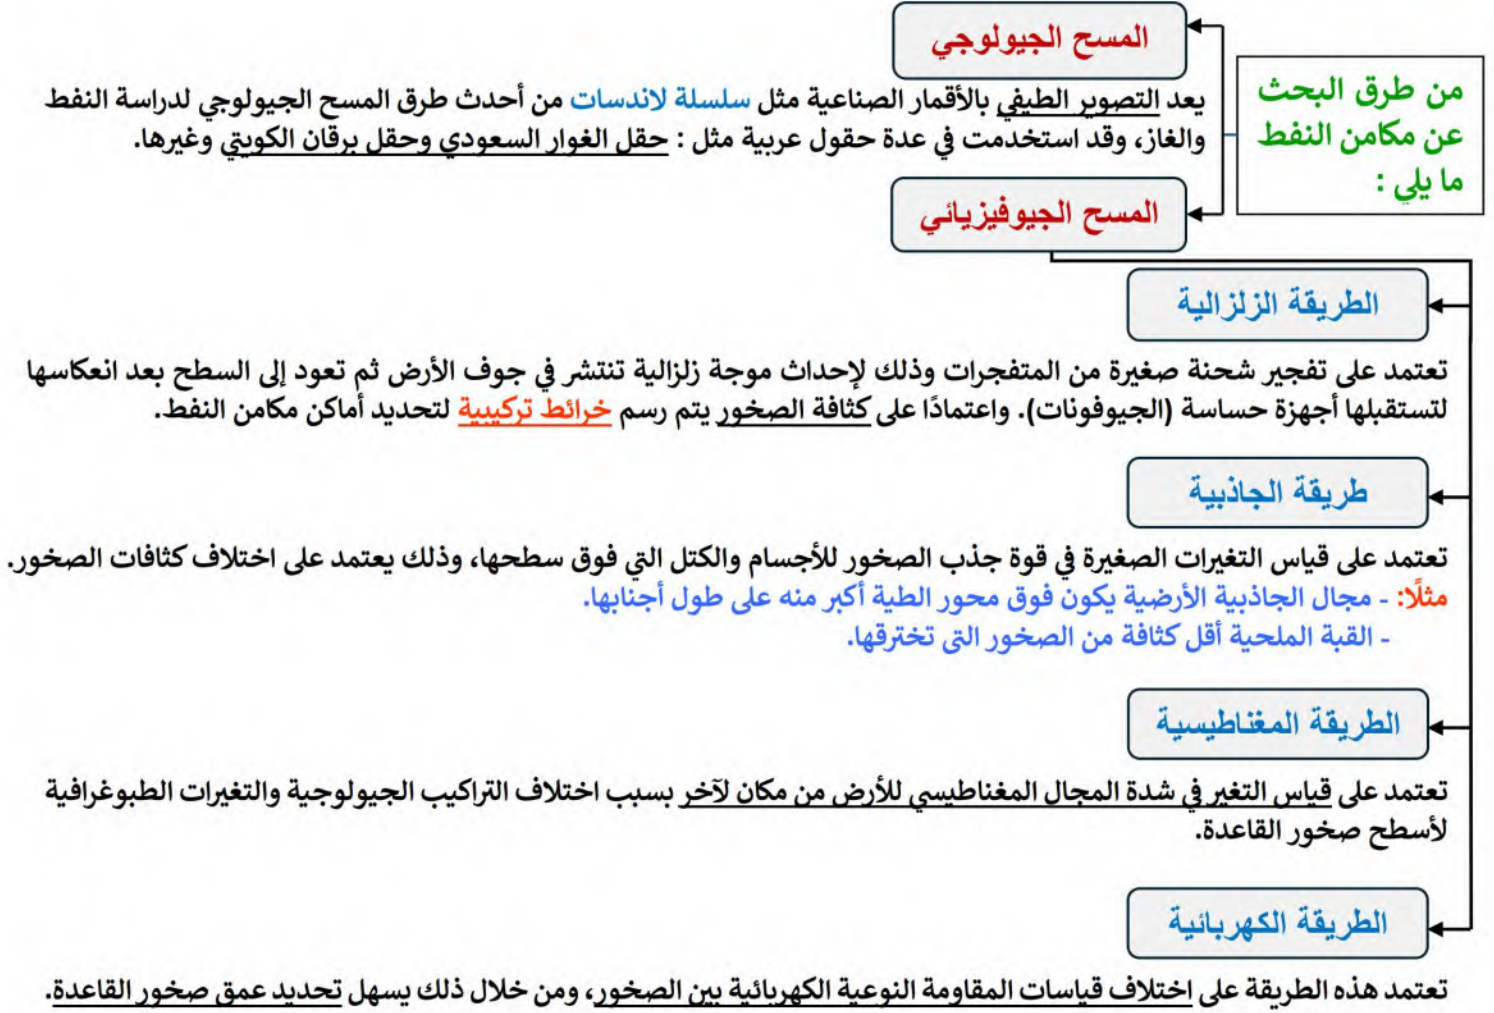 المسح الجيولوجي
من طرق البحث
عن مكامن النفط
ما يلي :
يعد التصوير الطيفي بالأقمار الصناعية مثل سلسلة لاندسات من أحدث طرق المسح الجيولوجي لدراسة النفط
والغاز، وقد استخدمت في عدة حقول عربية مثل : حقل الغوار السعودي وحقل برقان الكويتي وغيرها.
المسح الجيوفيزيائي
الطريقة الزلزالية
تعتمد على تفجير شحنة صغيرة من المتفجرات وذلك لإحداث موجة زلزالية تنتشر في جوف الأرض ثم تعود إلى السطح بعد انعكاسها
لتستقبلها أجهزة حساسة (الجيوفونات). واعتمادًا على كثافة الصخور يتم رسم خرائط تركيبية لتحديد أماكن مكامن النفط.
طريقة الجاذبية
تعتمد على قياس التغيرات الصغيرة في قوة جذب الصخور للأجسام والكتل التي فوق سطحها، وذلك يعتمد على اختلاف كثافات الصخور.
مثلًا: - مجال الجاذبية الأرضية يكون فوق محور الطية أكبر منه على طول أجنابها.
- القبة الملحية أقل كثافة من الصخور التى تخترقها.
الطريقة المغناطيسية
تعتمد على قياس التغير في شدة المجال المغناطيسي للأرض من مكان لآخر بسبب اختلاف التراكيب الجيولوجية والتغيرات الطبوغرافية
لأسطح صخور القاعدة.
الطريقة الكهربائية
تعتمد هذه الطريقة على اختلاف قياسات المقاومة النوعية الكهربائية بين الصخور، ومن خلال ذلك يسهل تحديد عمق صخور القاعدة.